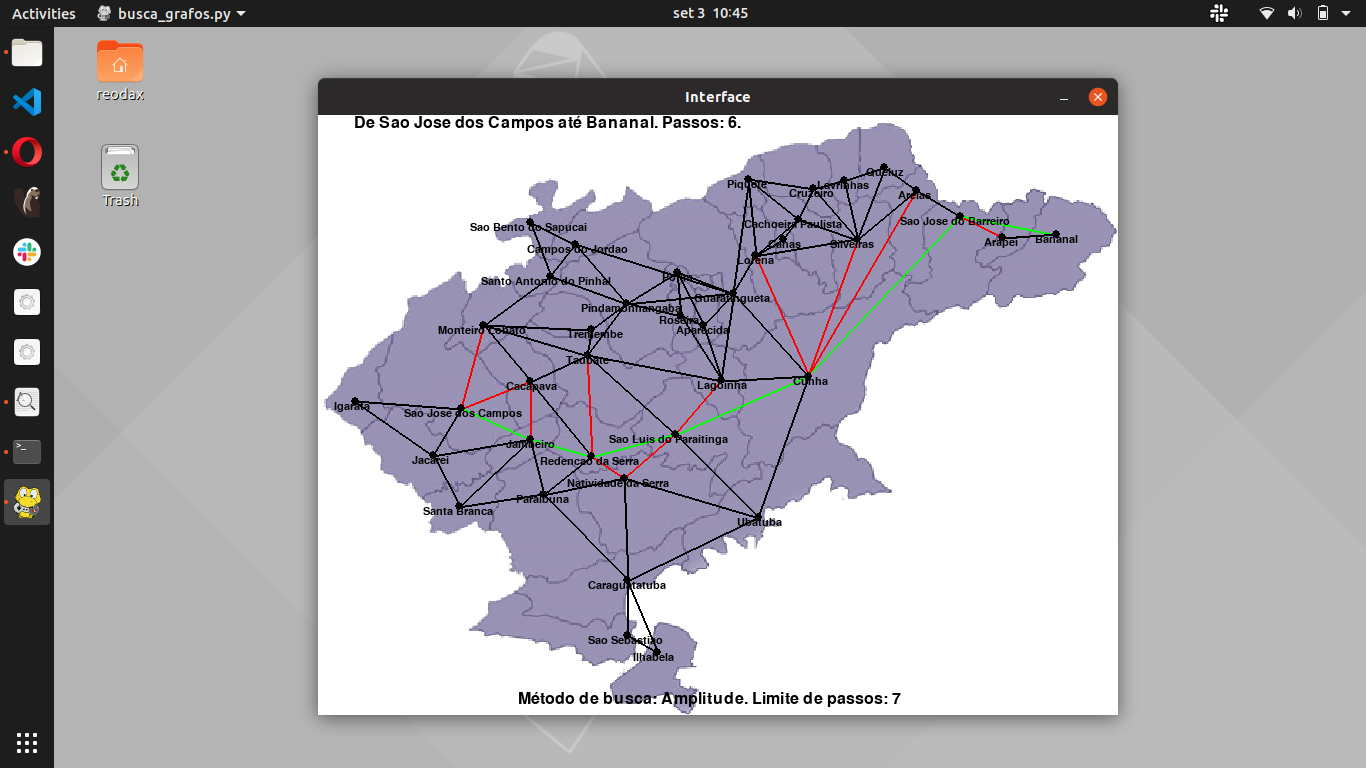 Activities
busca_grafos.py
set 3 10:45
reodax
Trash
Interface
De Sao Jose dos Campos até Bananal. Passos: 6.
Queluz
Piquete
Lavrinhas
Cruzeiro
Areias
Sao Jose do Barreiro
Cachoeira Paulista
Sao Bento do Sapucai
Bananal
Arapei
Canas
Silveiras
Campos do Jordao
Lorena
Santo Antonio do Pinhal
Guaratingueta
Pindamonhangaba
Roseira
Monteiro Lobato
Tremembe
Aparecida
Taubate
Cacapava
Lagoinha
Cunha
Igarata
Sao Jose dos Campos
Sao Luis do Paraitinga
Jambeiro
Jacarei
Redencao da Serra
Natividade da Serra
Paraibuna
Santa Branca
Ubatuba
Caraguatatuba
Sao Sebastiao
Ilhabela
Método de busca: Amplitude. Limite de passos: 7